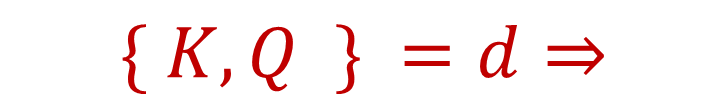 { K, Q } = d ⇒